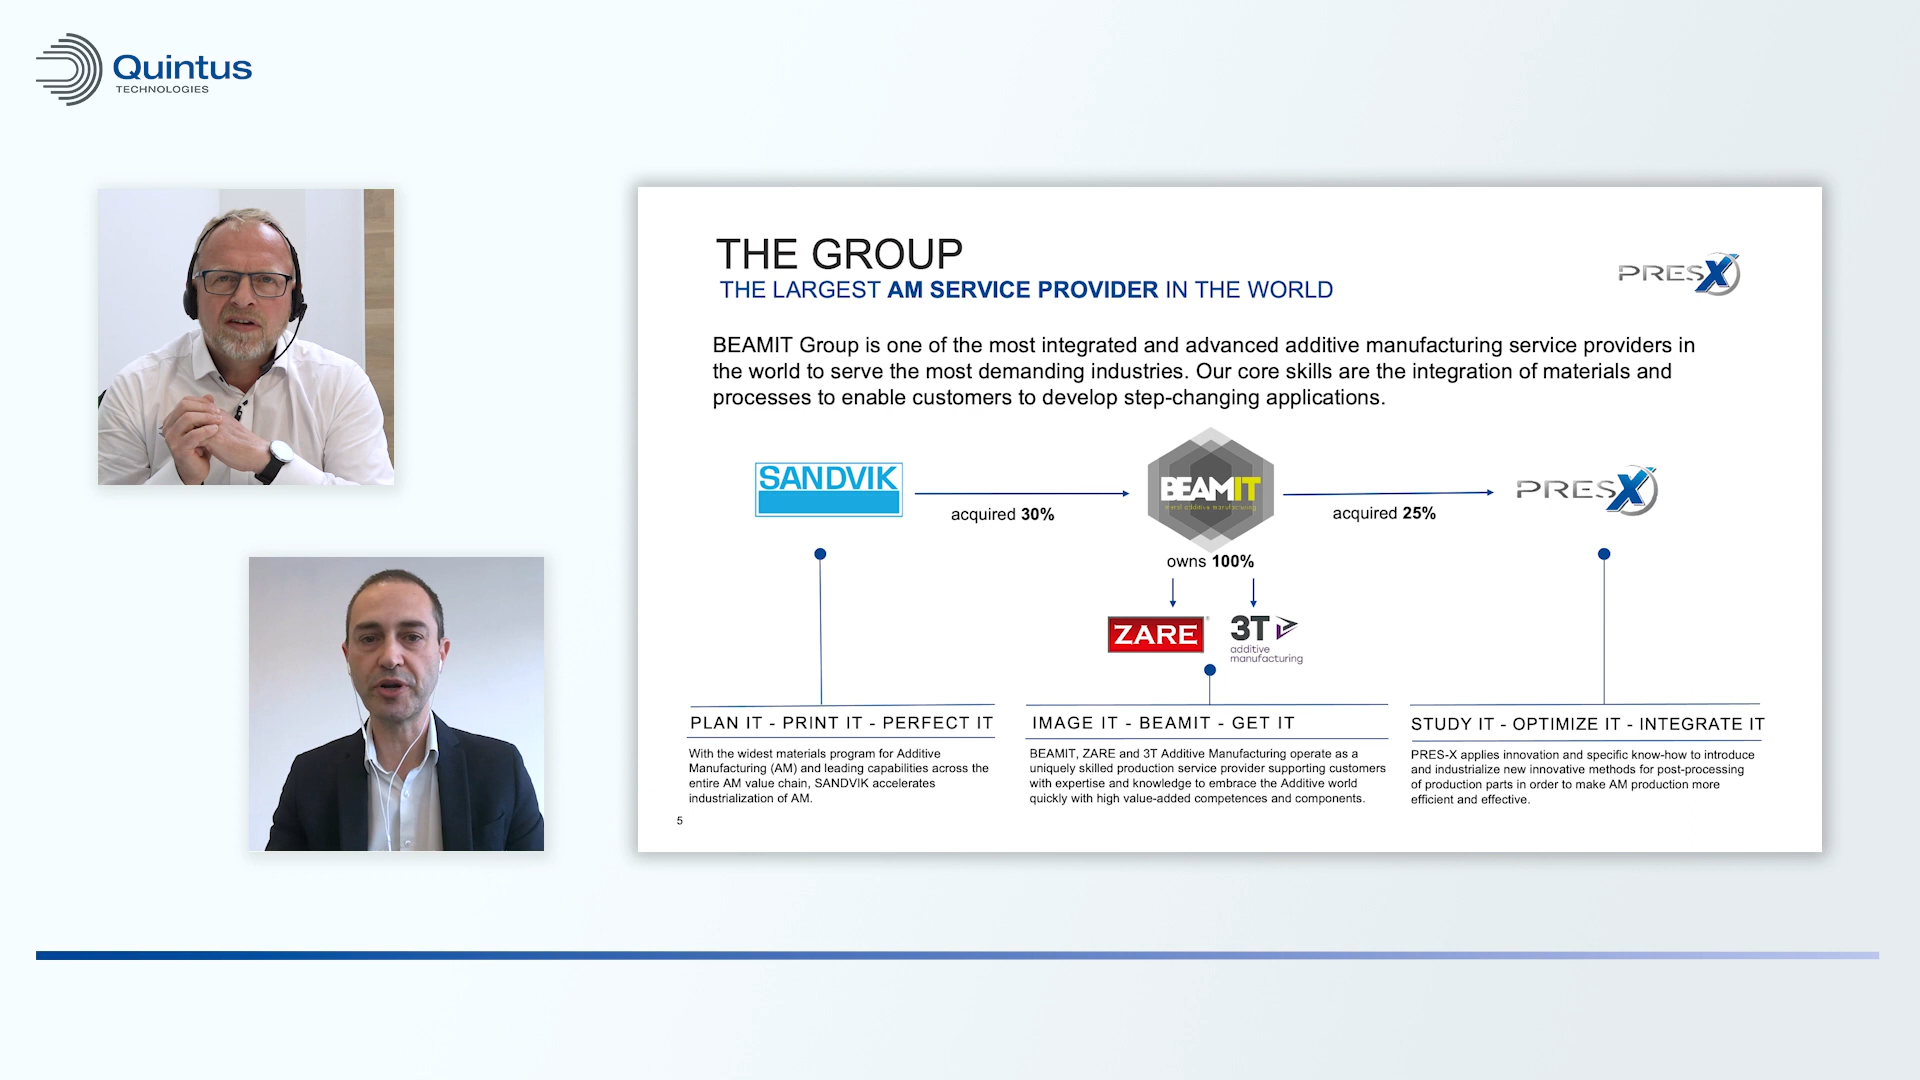 Quintus
TECHNOLOGIES
THE GROUP
THE LARGEST AM SERVICE PROVIDER IN THE WORLD
PRESX
BEAMIT Group is one of the most integrated and advanced additive manufacturing service providers in
the world to serve the most demanding industries. Our core skills are the integration of materials and
processes to enable customers to develop step-changing applications.
SANDVIK
acquired 30%
BEAMIT
metal additive manufacturing
acquired 25%
PRESX
owns 100%
ZARE
3T
additive
manufacturing
PLAN IT - PRINT IT - PERFECT IT
With the widest materials program for Additive
Manufacturing (AM) and leading capabilities across the
entire AM value chain, SANDVIK accelerates
industrialization of AM.
IMAGE IT - BEAMIT - GET IT
BEAMIT, ZARE and 3T Additive Manufacturing operate as a
uniquely skilled production service provider supporting customers
with expertise and knowledge to embrace the Additive world
quickly with high value-added competences and components.
STUDY IT - OPTIMIZE IT - INTEGRATE IT
PRES-X applies innovation and specific know-how to introduce
and industrialize new innovative methods for post-processing
of production parts in order to make AM production more
efficient and effective.
5